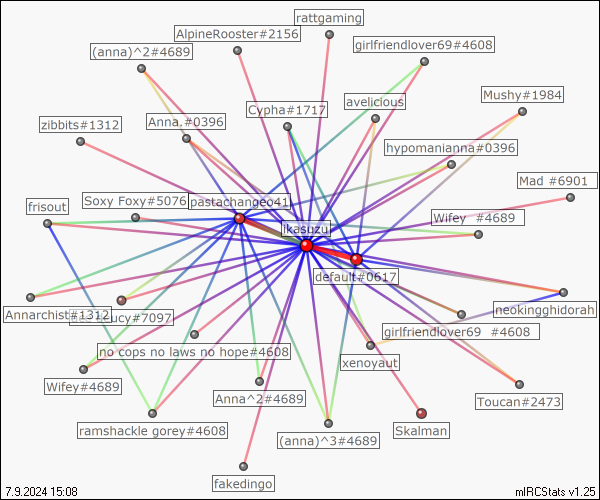 rattgaming
AlpineRooster#2156
(anna)^2#4689
girlfriendlover69#4608
Mushy#1984
avelicious
Cypha#1717
Anna.#0396
zibbits#1312
hypomanianna#0396
Mad #6901
Soxy Foxy#5076
pastachangeo41
frisout
Wifey #4689
ikasuzu
default#0617
neokingghidorah
Annarchist#1312
ucy#7097
girlfriendlover69 #4608
no cops no laws no hope#4608
xenoyaut
Wifey#4689
Anna^2#4689
Toucan#2473
ramshackle gorey#4608
Skalman
(anna)^3#4689
fakedingo
7.9.2024 15:08
mIRCStats v1.25